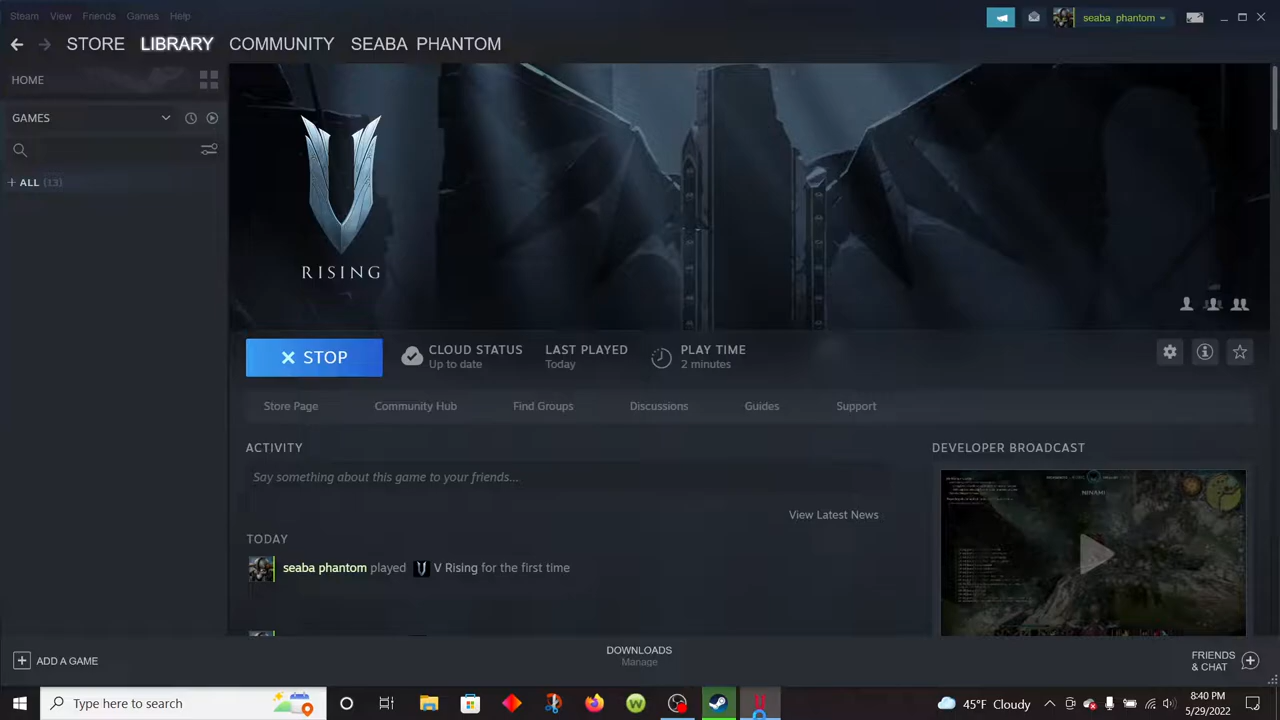 Steam View Friends Games Help
seaba phantom
STORE LIBRARY COMMUNITY SEABA PHANTOM
HOME
GAMES
+ ALL (13)
RISING
STOP
CLOUD STATUS
Up to date
LAST PLAYED
Today
PLAY TIME
2 minutes
Store Page Community Hub Find Groups Discussions Guides Support
ACTIVITY
Say something about this game to your friends...
View Latest News
TODAY
seaba phantom played V Rising for the first time
DEVELOPER BROADCAST
NINAHI
ADD A GAME
DOWNLOADS
Manage
FRIENDS
& CHAT
Type here to search
45°F Cloudy
8:40 PM
5/29/2022